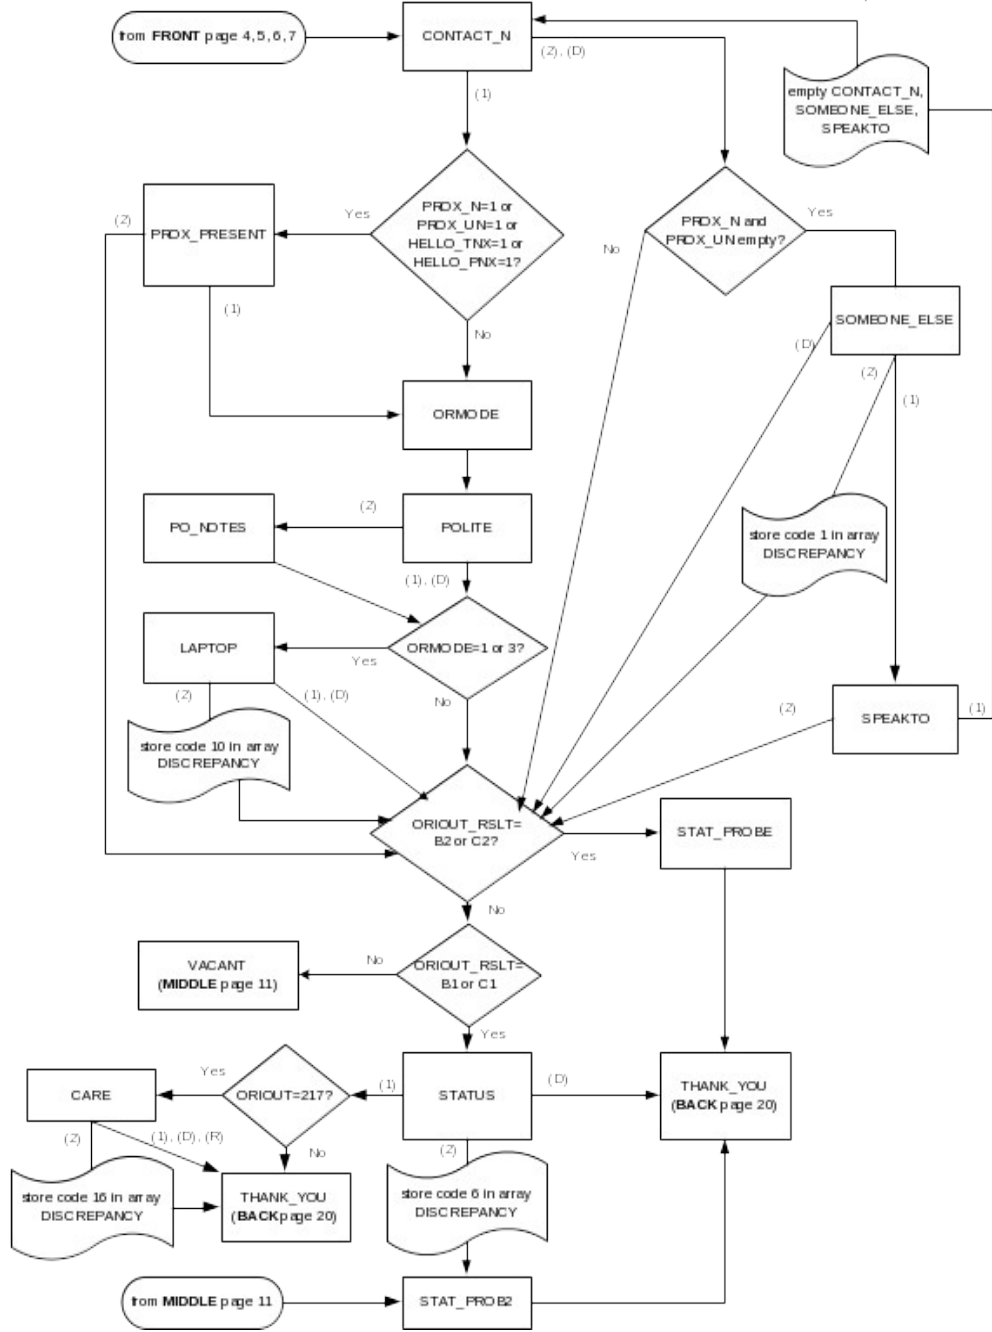 from FRONT page 4,5,6,7
CONTACT_N
(2), (D)
(1)
empty CONTACT_N,
SOMEONE_ELSE,
SPEAKTO
PROX_PRESENT
(2)
(1)
Yes
PROX_N=1 or
PROX_UN=1 or
HELLO_TNX=1 or
HELLO_PNX=1?
No
PROX_N and
PROX_UN empty?
Yes
No
SOMEONE_ELSE
(D)
(2)
(1)
ORMODE
PO_NOTES
(2)
POLITE
(1), (D)
store code 1 in array
DISCREPANCY
LAPTOP
Yes
ORMODE=1 or 3?
No
(2)
(1), (D)
store code 10 in array
DISCREPANCY
(2)
SPEAKTO
(1)
ORIOUT_RSLT=
B2 or C2?
Yes
STAT_PROBE
No
VACANT
(MIDDLE page 11)
No
ORIOUT_RSLT=
B1 or C1
Yes
CARE
Yes
ORIOUT=217?
(1)
STATUS
(D)
THANK_YOU
(BACK page 20)
(2)
(1), (D), (R)
No
(2)
store code 16 in array
DISCREPANCY
THANK_YOU
(BACK page 20)
store code 6 in array
DISCREPANCY
from MIDDLE page 11
STAT_PROB2